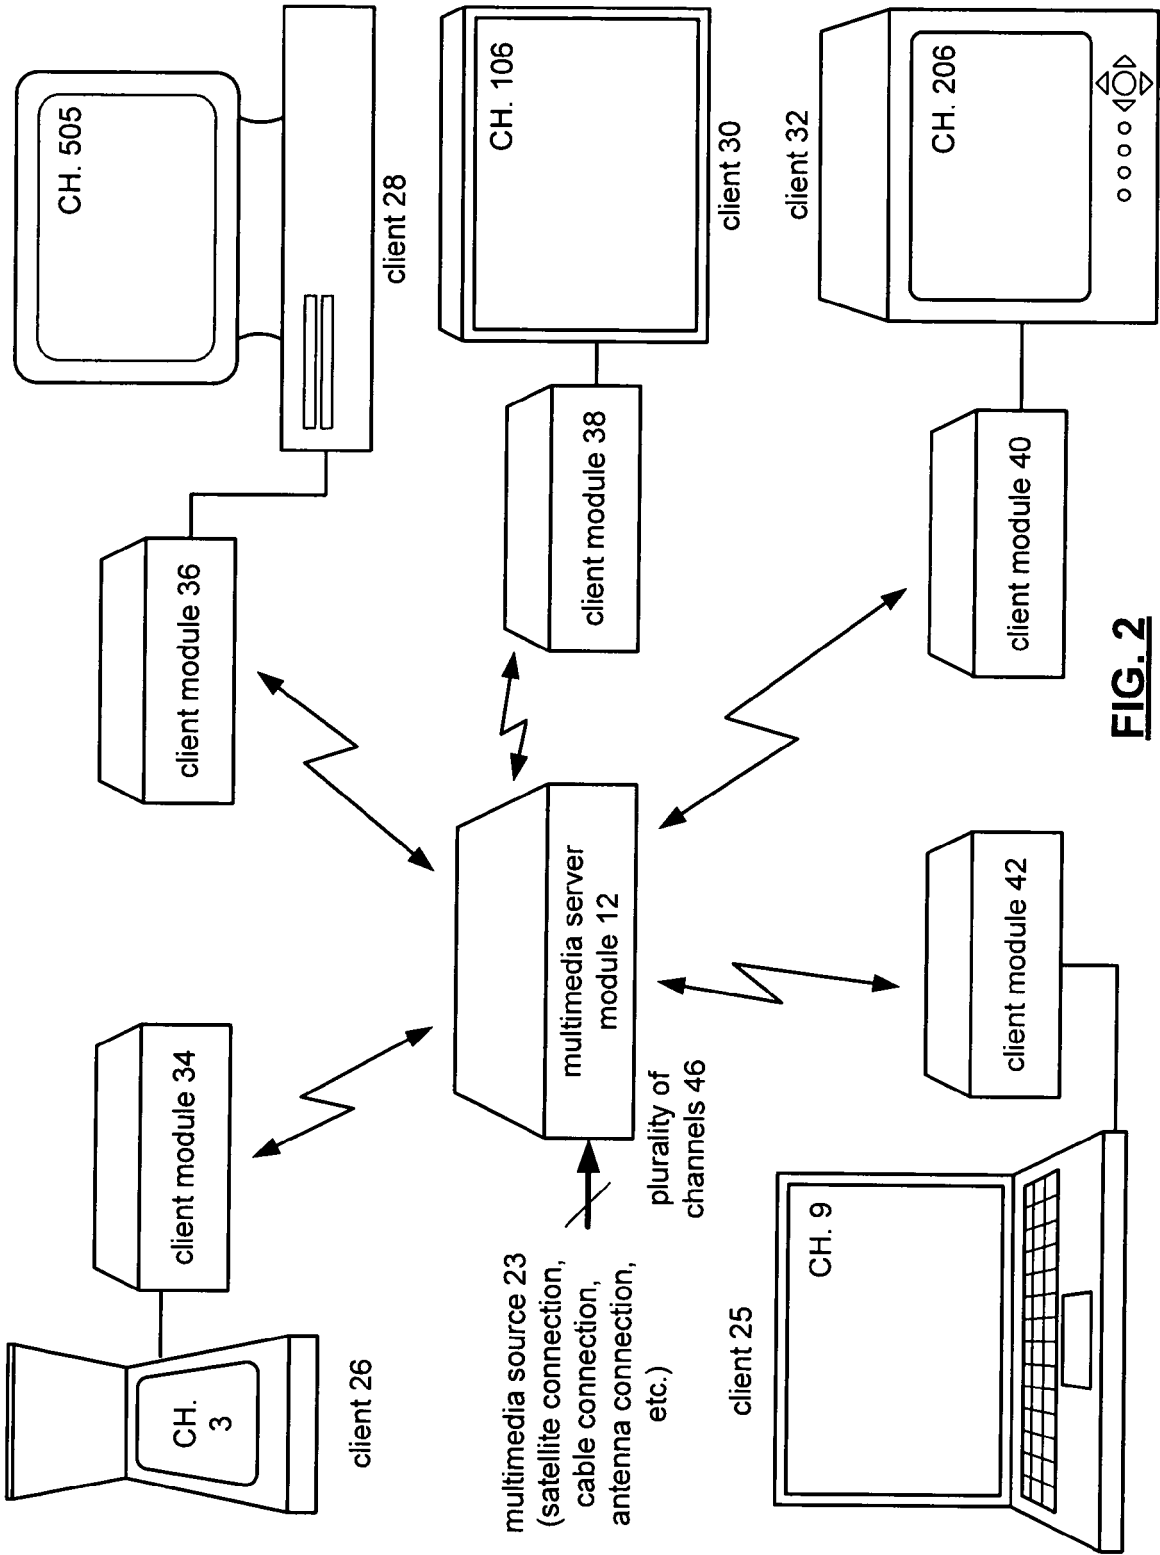 CH.
3
client 26
client module 34
client module 36
CH. 505
client 28
multimedia source 23
(satellite connection,
cable connection,
antenna connection,
etc.)
plurality of
channels 46
multimedia server
module 12
client module 38
CH. 106
client 30
client 25
CH. 9
client module 42
client module 40
client 32
CH. 206
FIG. 2